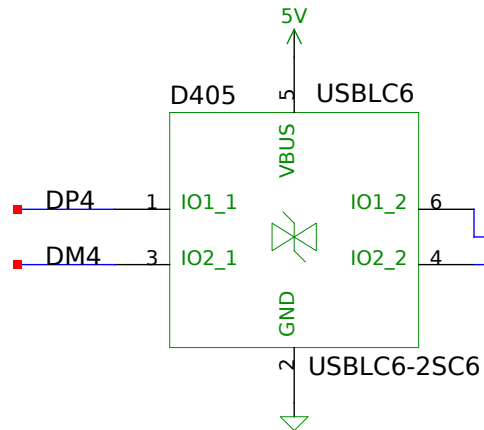 5V
D405 5 USBLC6
VBUS
DP4 1 IO1_1 IO1_2 6
DM4 3 IO2_1 IO2_2 4
GND
2 USBLC6-2SC6